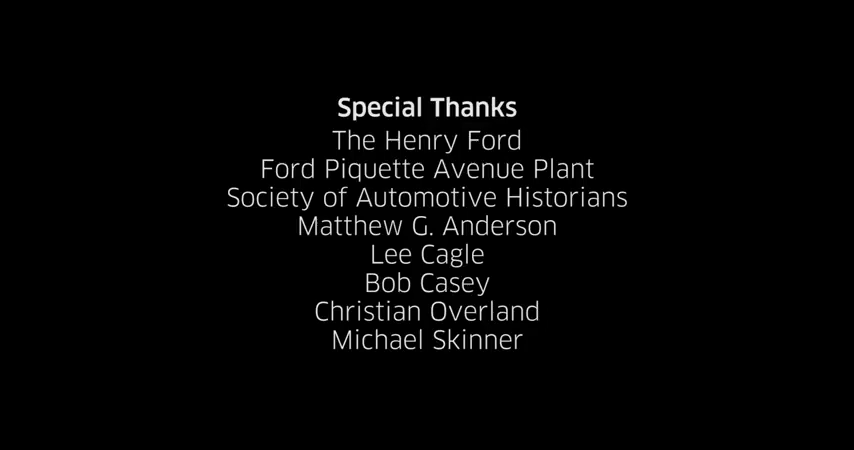 Special Thanks
The Henry Ford
Ford Piquette Avenue Plant
Society of Automotive Historians
Matthew G. Anderson
Lee Cagle
Bob Casey
Christian Overland
Michael Skinner